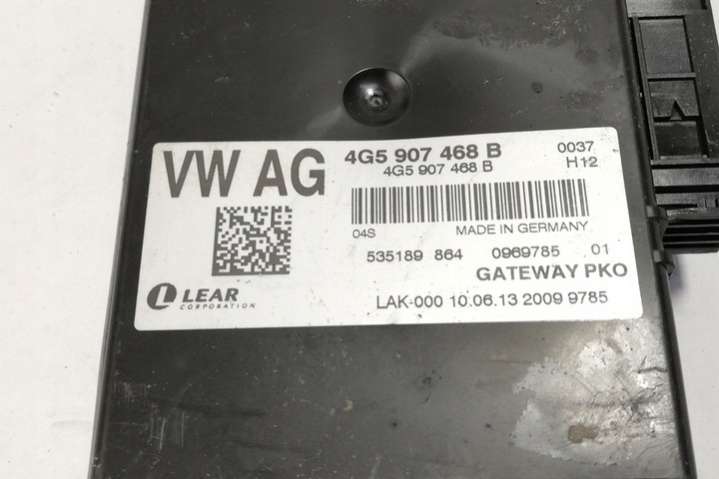 VW AG
4G5 907 468 B
0037
4G5 907 468 B
H12
04S
MADE IN GERMANY
535189 864
0969785 01
GATEWAY PKO
LEAR
CORPORATION
LAK-000 10.06.13 2009 9785